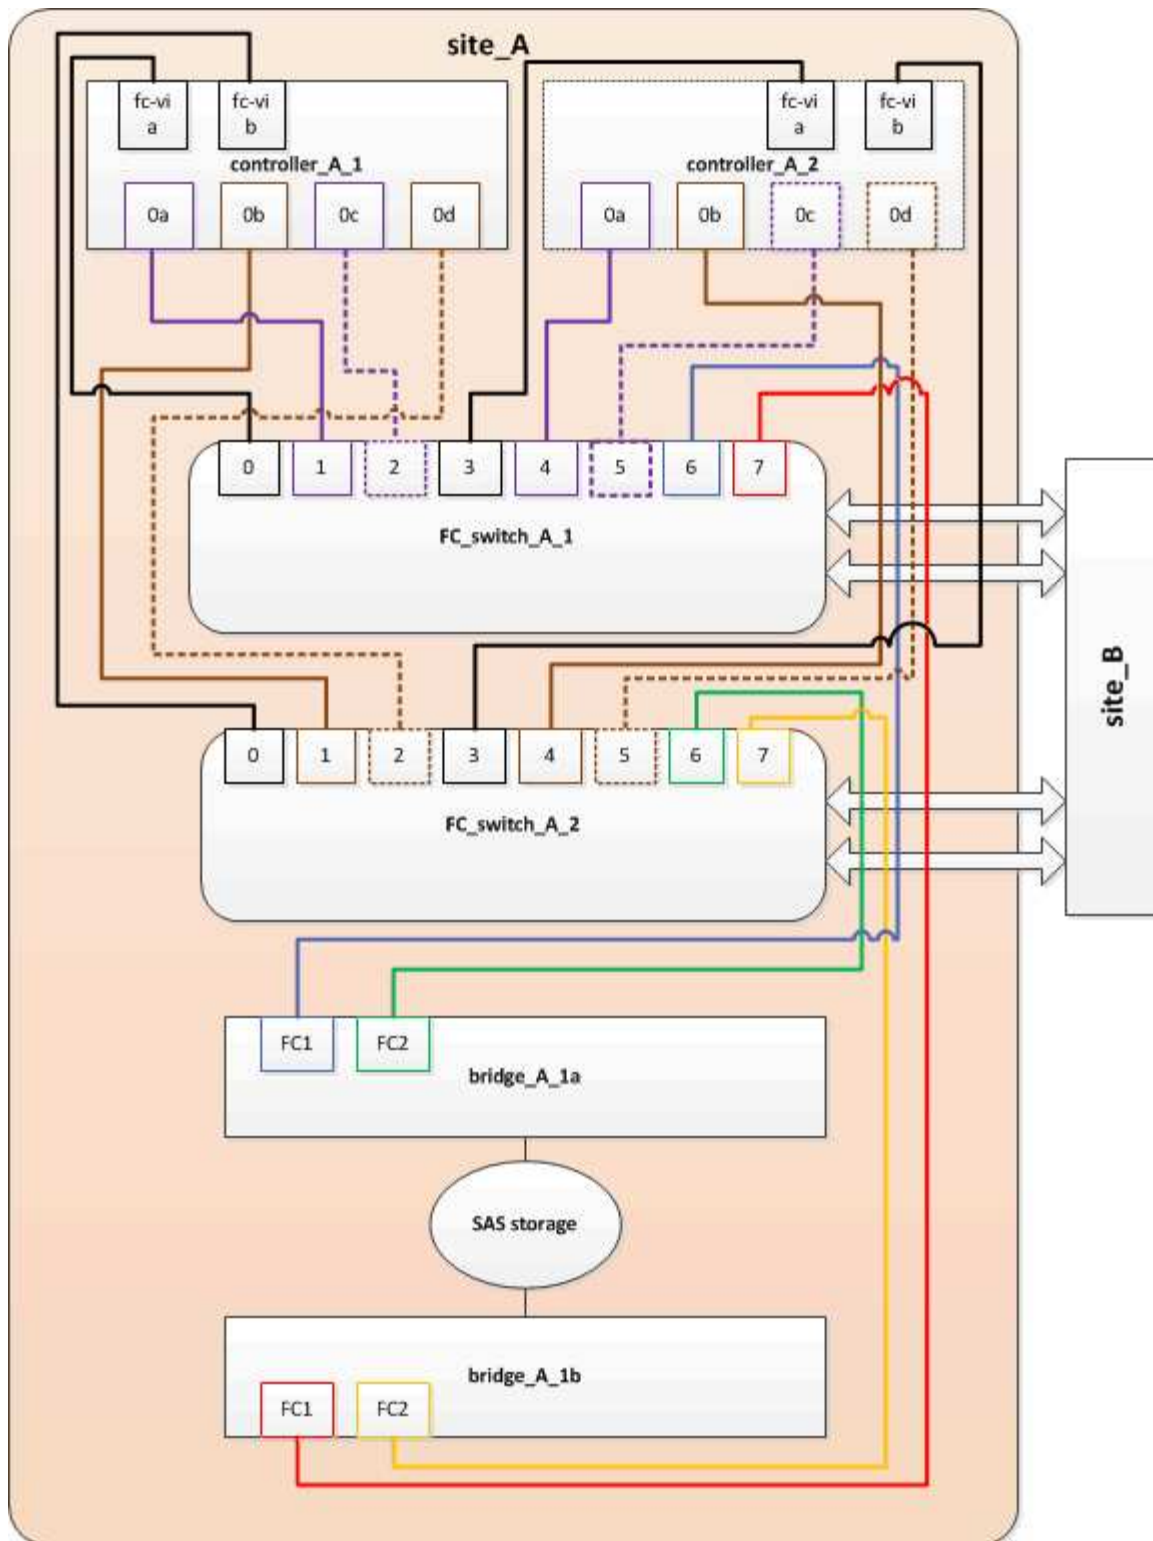 site_A
fc-vi
a
fc-vi
b
fc-vi
a
fc-vi
b
controller_A_1
controller_A_2
0a
0b
0c
0d
0a
0b
0c
0d
0
1
2
3
4
5
6
7
FC_switch_A_1
site_B
0
1
2
3
4
5
6
7
FC_switch_A_2
FC1
FC2
bridge_A_1a
SAS storage
bridge_A_1b
FC1
FC2